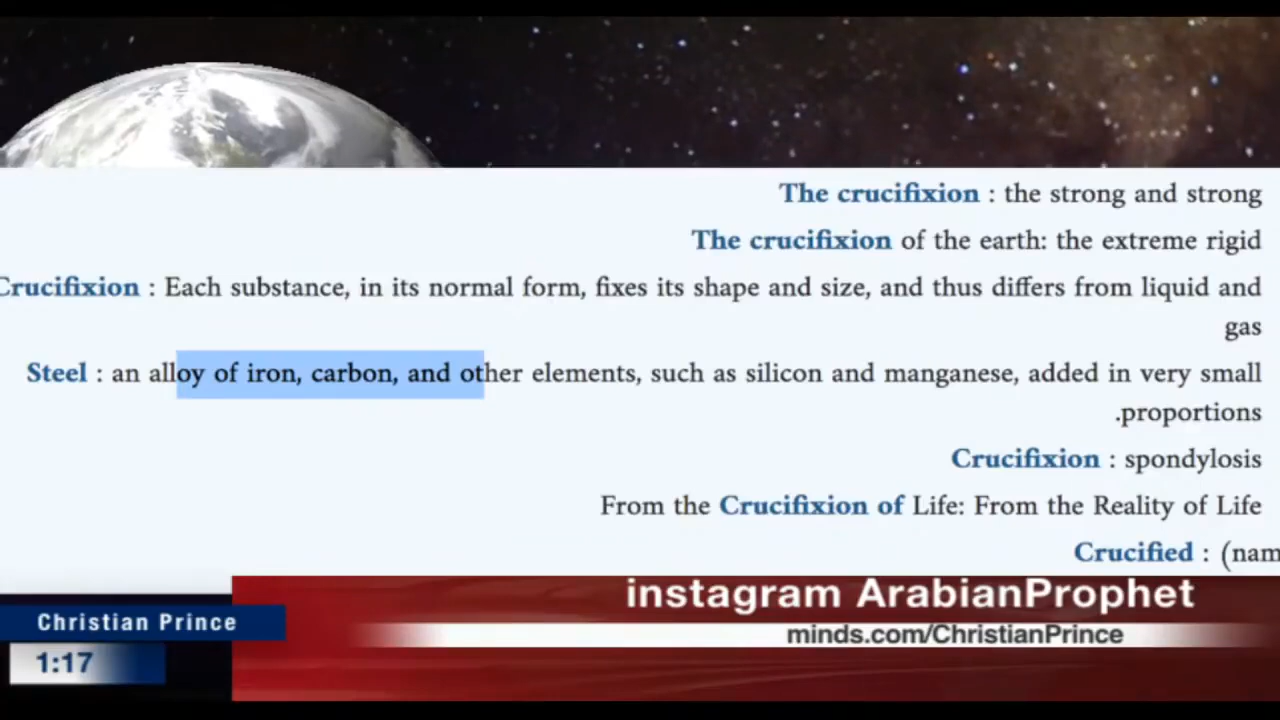 The crucifixion : the strong and strong
The crucifixion of the earth: the extreme rigid
Crucifixion : Each substance, in its normal form, fixes its shape and size, and thus differs from liquid and
gas
Steel : an alloy of iron, carbon, and other elements, such as silicon and manganese, added in very small
.proportions
Crucifixion : spondylosis
From the Crucifixion of Life: From the Reality of Life
Crucified : (nam
instagram ArabianProphet
Christian Prince
minds.com/ChristianPrince
1:17